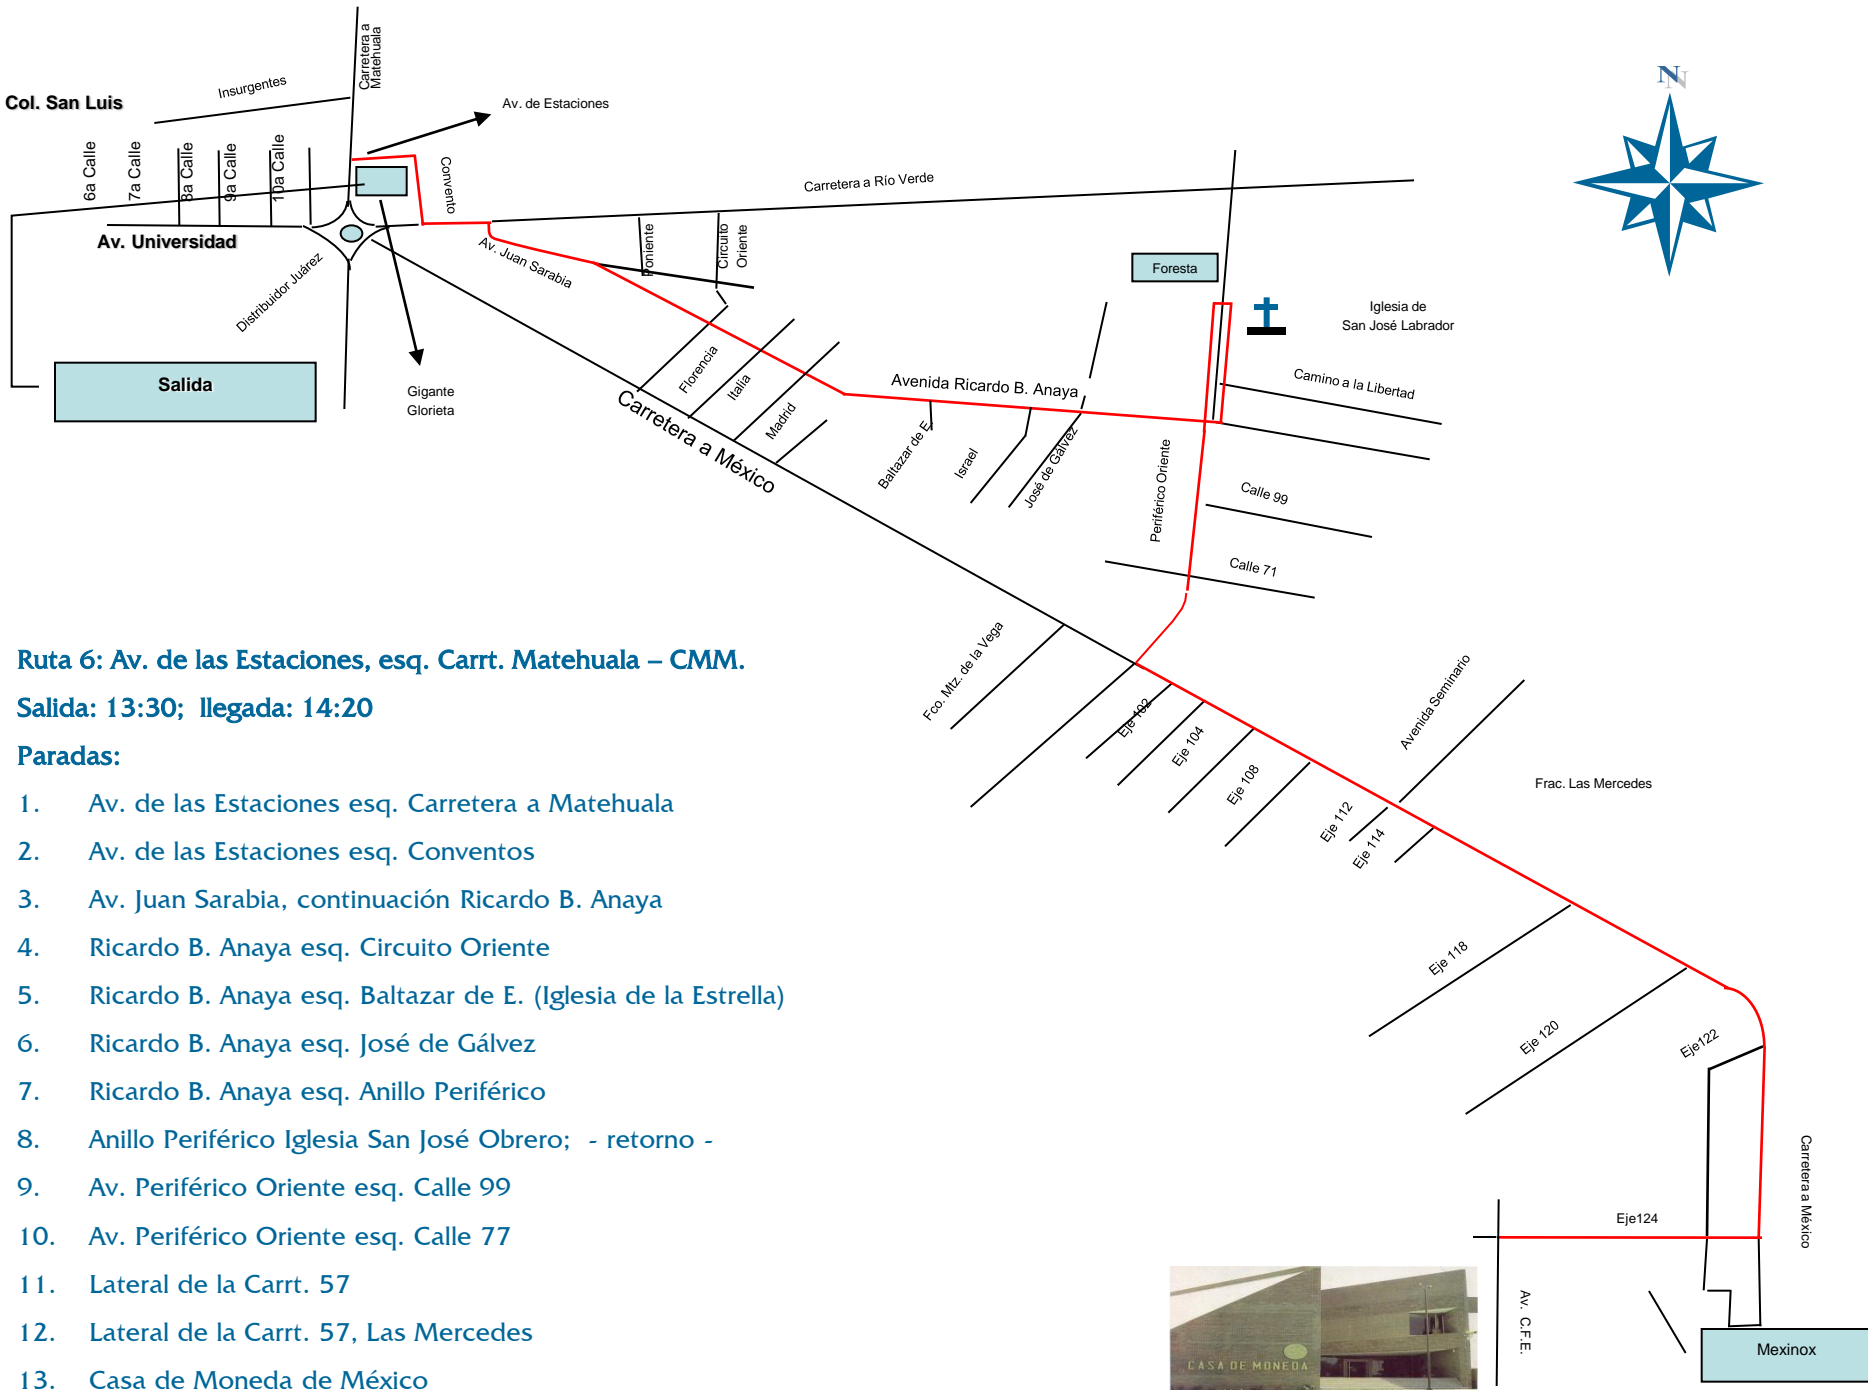 N
Carretera a
Matehuala
Insurgentes
Col. San Luis
Av. de Estaciones
6a Calle
7a Calle
8a Calle
9a Calle
10a Calle
Convento
Carretera a Río Verde
Av. Universidad
Av. Juan Sarabia
Poniente
Circuito
Oriente
Distribuidor Juárez
Foresta
Iglesia de
San José Labrador
Salida
Gigante
Glorieta
Florencia
Italia
Madrid
Avenida Ricardo B. Anaya
Camino a la Libertad
Carretera a México
Baltazar de E.
Israel
José de Gálvez
Periférico Oriente
Calle 99
Calle 71
Fco. Mtz. de la Vega
Eje 102
Eje 104
Eje 108
Eje 112
Eje 114
Avenida Seminario
Frac. Las Mercedes
Eje 118
Eje 120
Eje122
Carretera a México
Eje124
Av. C.F.E.
Mexinox
CASA DE MONEDA
Ruta 6: Av. de las Estaciones, esq. Carrt. Matehuala – CMM.
Salida: 13:30; llegada: 14:20
Paradas:
1. Av. de las Estaciones esq. Carretera a Matehuala
2. Av. de las Estaciones esq. Conventos
3. Av. Juan Sarabia, continuación Ricardo B. Anaya
4. Ricardo B. Anaya esq. Circuito Oriente
5. Ricardo B. Anaya esq. Baltazar de E. (Iglesia de la Estrella)
6. Ricardo B. Anaya esq. José de Gálvez
7. Ricardo B. Anaya esq. Anillo Periférico
8. Anillo Periférico Iglesia San José Obrero; - retorno -
9. Av. Periférico Oriente esq. Calle 99
10. Av. Periférico Oriente esq. Calle 77
11. Lateral de la Carrt. 57
12. Lateral de la Carrt. 57, Las Mercedes
13. Casa de Moneda de México